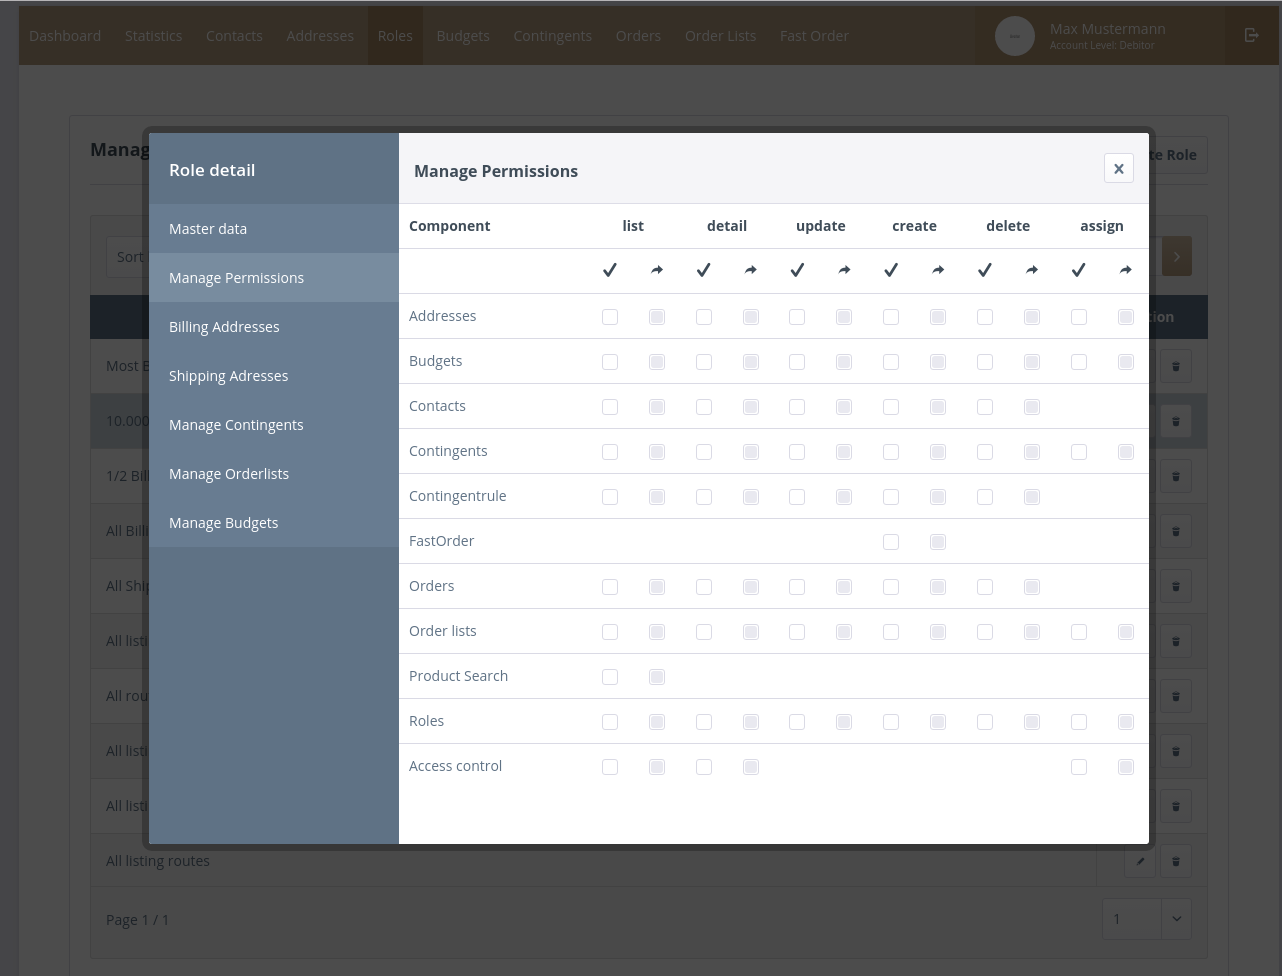 Dashboard Statistics Contacts Addresses Roles Budgets Contingents Orders Order Lists Fast Order
Max Mustermann
Account Level: Debitor
Manag
te Role
Role detail
Manage Permissions
Master data
Manage Permissions
Billing Addresses
Shipping Adresses
Manage Contingents
Manage Orderlists
Manage Budgets
Component list detail update create delete assign
Addresses
Budgets
Contacts
Contingents
Contingentrule
FastOrder
Orders
Order lists
Product Search
Roles
Access control
Sort
tion
Most B
10.000
1/2 Bill
All Billi
All Ship
All listi
All rou
All listi
All listi
All listing routes
Page 1 / 1
1